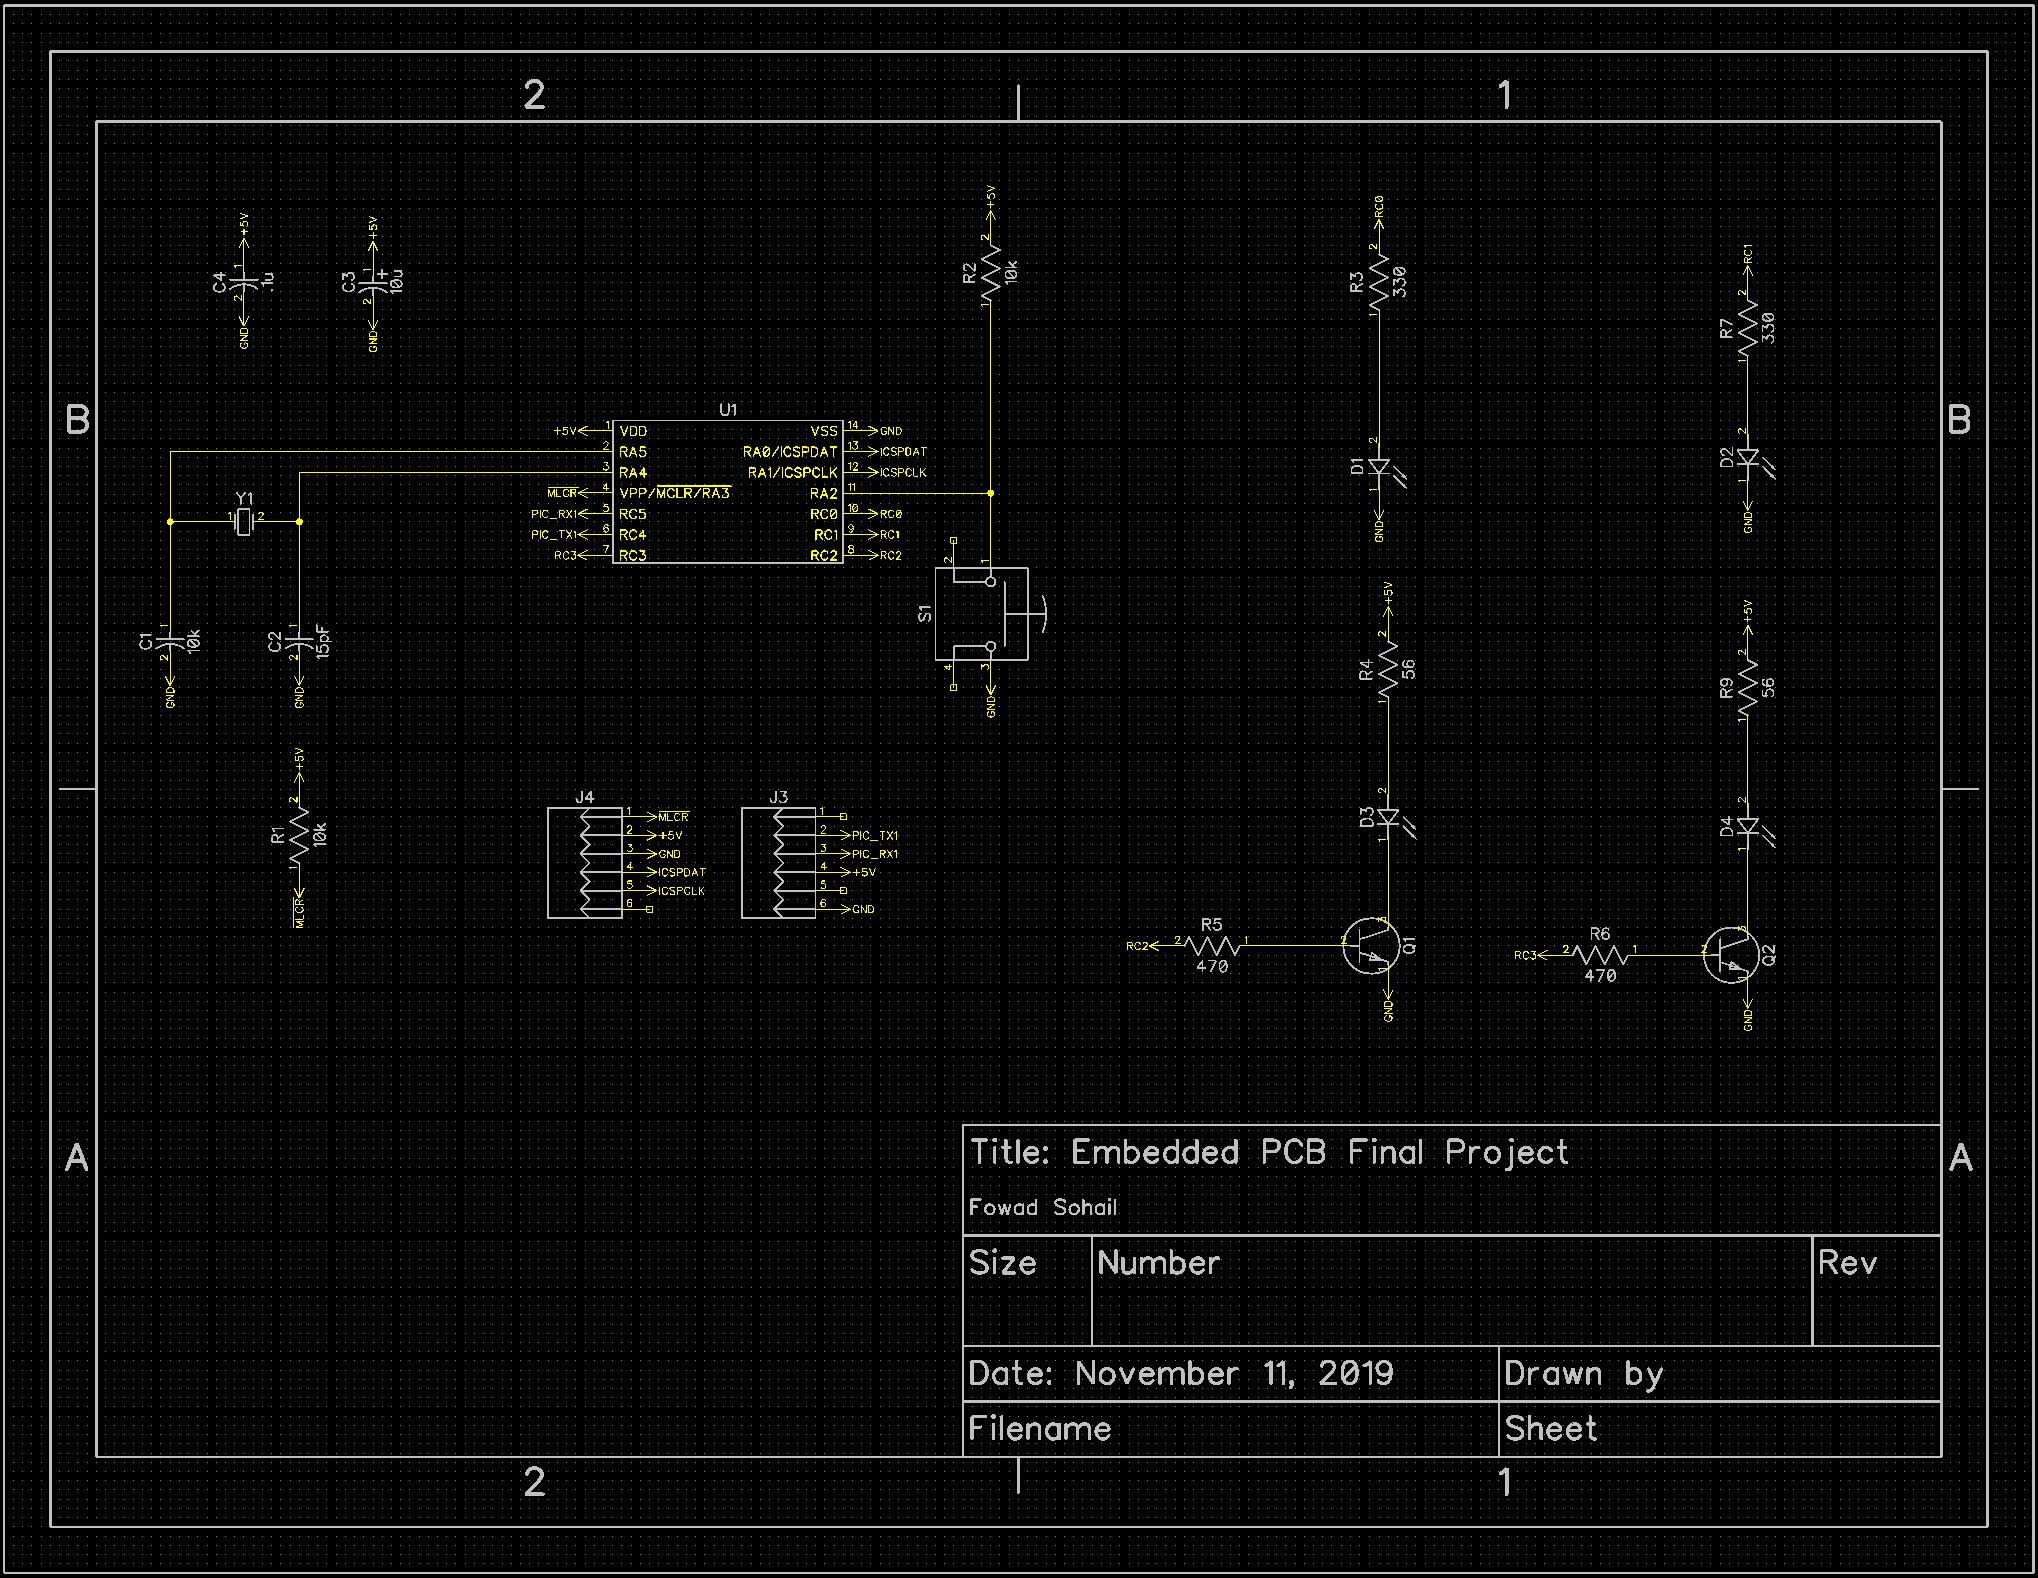 2
1
+5V
C4
1
.1u
2
GND
+5V
C3
1
+
10u
2
GND
+5V
2
R2
10k
1
RC0
2
R3
330
1
2
D1
1
GND
RC1
2
R7
330
1
2
D2
1
GND
B
B
U1
+5V 1 VDD VSS 14 GND
2 RA5 RA0/ICSPDAT 13 ICSPDAT
3 RA4 RA1/ICSPCLK 12 ICSPCLK
MLCR 4 VPP/MCLR/RA3 RA2 11
PIC_RX1 5 RC5 RC0 10 RC0
PIC_TX1 6 RC4 RC1 9 RC1
RC3 7 RC3 RC2 8 RC2
Y1
1 2
C1
1
10k
2
GND
C2
1
15pF
2
GND
2 1
S1
4 3
GND
+5V
2
R4
56
1
2
D3
1
+5V
2
R9
56
1
2
D4
1
+5V
2
R1
10k
1
MLCR
J4
1 MLCR
2 +5V
3 GND
4 ICSPDAT
5 ICSPCLK
6
J3
1
2 PIC_TX1
3 PIC_RX1
4 +5V
5
6 GND
R5
RC2 2 1
470
3
2
Q1
1
GND
R6
RC3 2 1
470
3
2
Q2
1
GND
A
A
Title: Embedded PCB Final Project
Fowad Sohail
Size Number Rev
Date: November 11, 2019 Drawn by
Filename Sheet
2
1